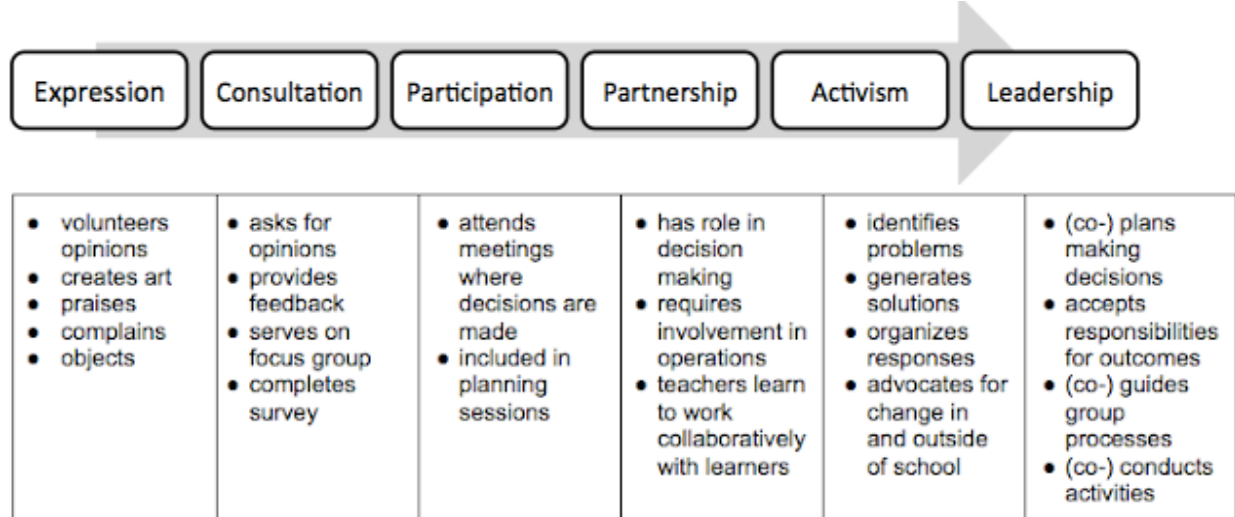 Expression
Consultation
Participation
Partnership
Activism
Leadership
● volunteers
opinions
● creates art
● praises
● complains
● objects
● asks for
opinions
● provides
feedback
● serves on
focus group
● completes
survey
● attends
meetings
where
decisions are
made
● included in
planning
sessions
● has role in
decision
making
● requires
involvement in
operations
● teachers learn
to work
collaboratively
with learners
● identifies
problems
● generates
solutions
● organizes
responses
● advocates for
change in
and outside
of school
● (co-) plans
making
decisions
● accepts
responsibilities
for outcomes
● (co-) guides
group
processes
● (co-) conducts
activities